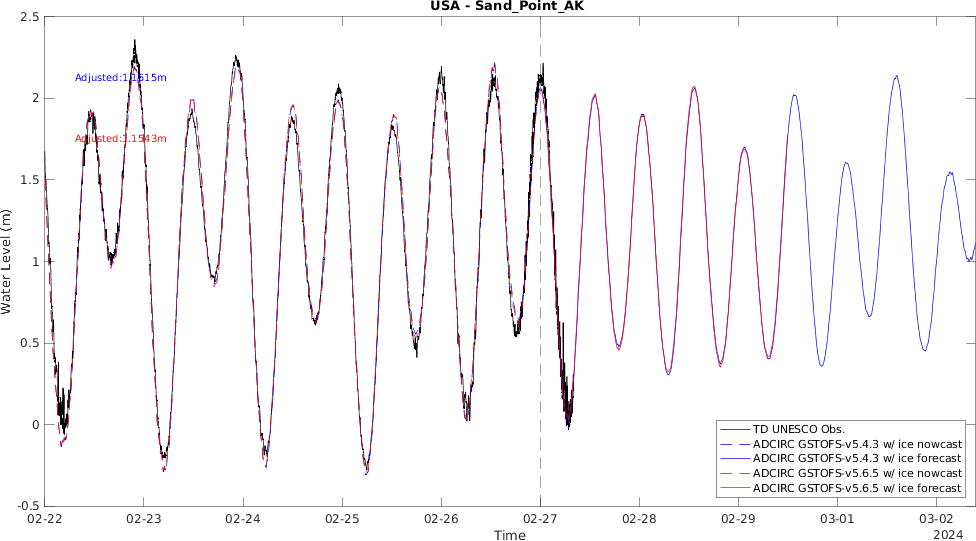 USA - Sand_Point_AK
Water Level (m)
2.5
2
1.5
1
0.5
0
-0.5
Adjusted:1.1615m
Adjusted:1.1543m
02-22 02-23 02-24 02-25 02-26 02-27 02-28 02-29 03-01 03-02
Time
2024
TD UNESCO Obs.
ADCIRC GSTOFS-v5.4.3 w/ ice nowcast
ADCIRC GSTOFS-v5.4.3 w/ ice forecast
ADCIRC GSTOFS-v5.6.5 w/ ice nowcast
ADCIRC GSTOFS-v5.6.5 w/ ice forecast